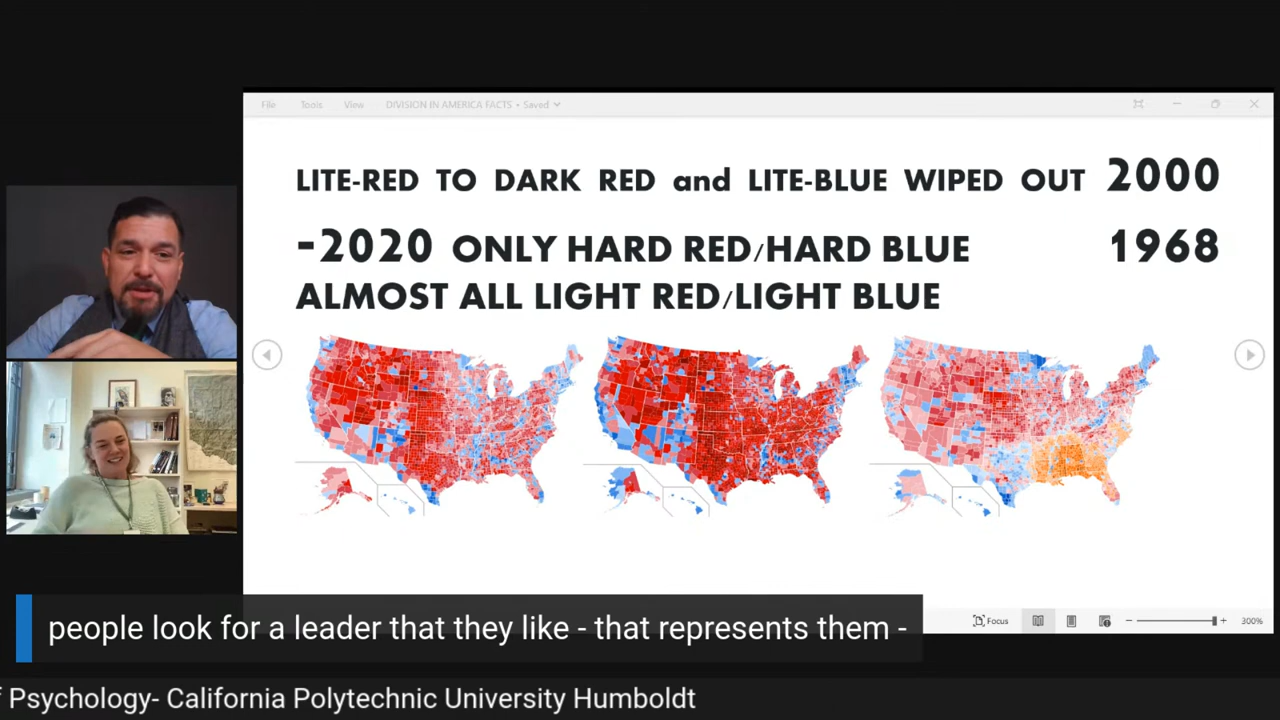 File Tools View DIVISION IN AMERICA FACTS • Saved
LITE-RED TO DARK RED and LITE-BLUE WIPED OUT 2000
-2020 ONLY HARD RED/HARD BLUE 1968
ALMOST ALL LIGHT RED/LIGHT BLUE
people look for a leader that they like - that represents them -
Focus
300%
f Psychology- California Polytechnic University Humboldt